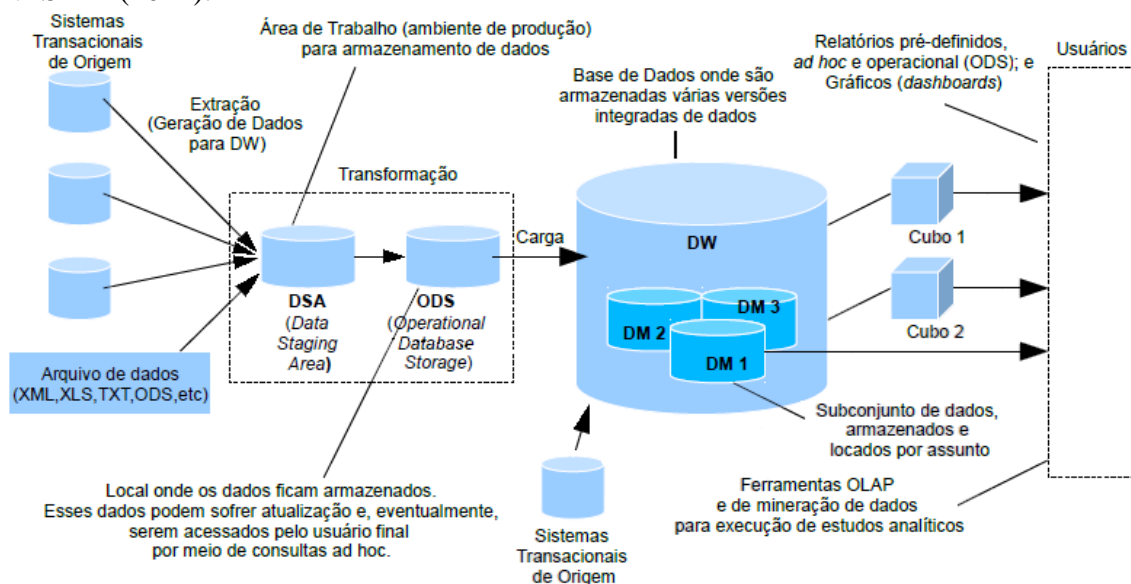 Sistemas
Transacionais
de Origem
Área de Trabalho (ambiente de produção)
para armazenamento de dados
Relatórios pré-definidos,
ad hoc e operacional (ODS); e
Gráficos (dashboards)
Usuários
Base de Dados onde são
armazenadas várias versões
integradas de dados
Extração
(Geração de Dados
para DW)
Transformação
Carga
DSA
(Data
Staging
Area)
ODS
(Operational
Database
Storage)
DW
DM 2
DM 3
DM 1
Cubo 1
Cubo 2
Arquivo de dados
(XML,XLS,TXT,ODS,etc)
Subconjunto de dados,
armazenados e
locados por assunto
Local onde os dados ficam armazenados.
Esses dados podem sofrer atualização e, eventualmente,
serem acessados pelo usuário final
por meio de consultas ad hoc.
Sistemas
Transacionais
de Origem
Ferramentas OLAP
e de mineração de dados
para execução de estudos analíticos